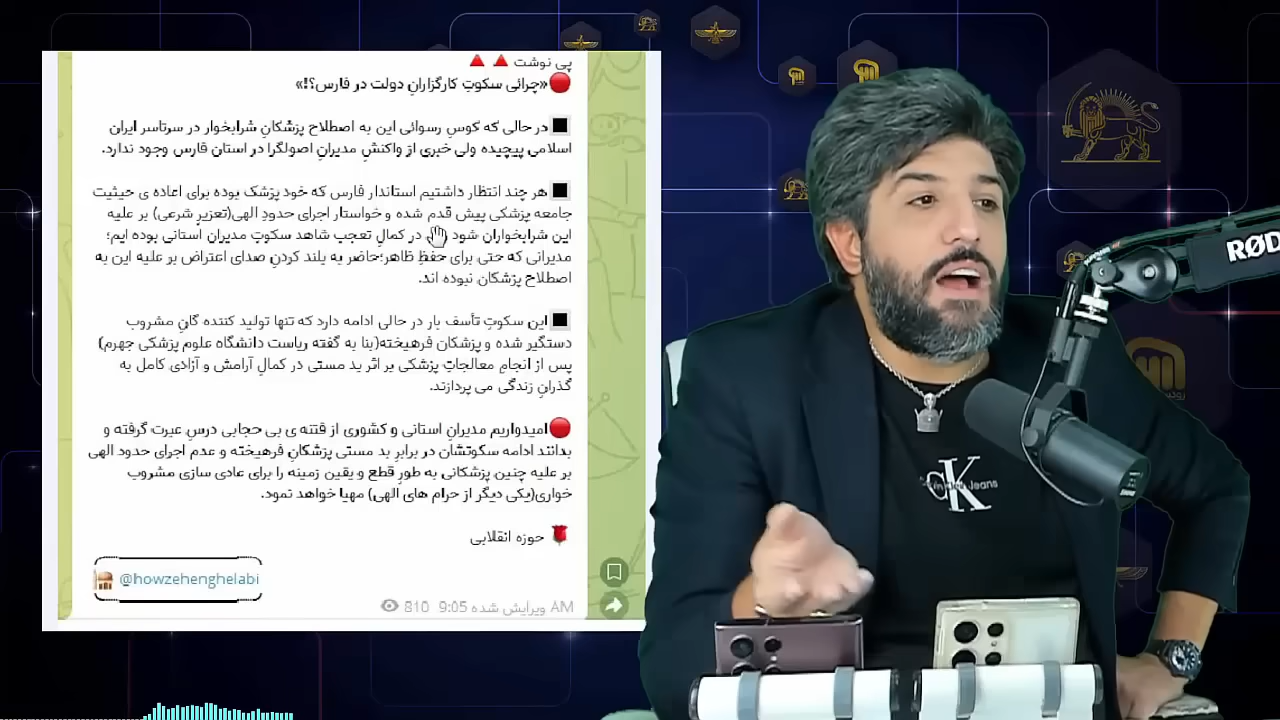 پی نوشت 🔺🔺
🔴«چرائی سکوتِ کارگزارانِ دولت در فارس؟!»
◼️در حالی که کوسِ رسوائی این به اصطلاح پزشکانِ شرابخوار در سرتاسر ایران
اسلامی پیچیده ولی خبری از واکنشِ مدیرانِ اصولگرا در استان فارس وجود ندارد.
◼️هر چند انتظار داشتیم استاندار فارس که خود پزشک بوده برای اعاده ی حیثیت
جامعه پزشکی پیش قدم شده و خواستار اجرای حدودِ الهی(تعزیرِ شرعی) بر علیه
این شرابخواران شود در کمالِ تعجب شاهد سکوتِ مدیران استانی بوده ایم؛
مدیرانی که حتی برای حفظِ ظاهر؛حاضر به بلند کردنِ صدای اعتراض بر علیه این به
اصطلاح پزشکان نبوده اند.
◼️این سکوتِ تأسف بار در حالی ادامه دارد که تنها تولید کننده گانِ مشروب
دستگیر شده و پزشکان فرهیخته(بنا به گفته ریاست دانشگاه علوم پزشکی جهرم)
پس از انجامِ معالجاتِ پزشکی بر اثر بد مستی در کمالِ آرامش و آزادی کامل به
گذرانِ زندگی می پردازند.
🔴امیدواریم مدیرانِ استانی و کشوری از فتنه ی بی حجابی درسِ عبرت گرفته و
بدانند ادامه سکوتشان در برابرِ بد مستی پزشکانِ فرهیخته و عدم اجرای حدود الهی
بر علیه چنین پزشکانی به طورِ قطع و یقین زمینه را برای عادی سازی مشروب
خواری(یکی دیگر از حرام های الهی) مهیا خواهد نمود.
🌹 حوزه انقلابی
🕌 @howzehenghelabi
810 ویرایش شده 9:05 AM
RØD
CK
Jeans
SHURE